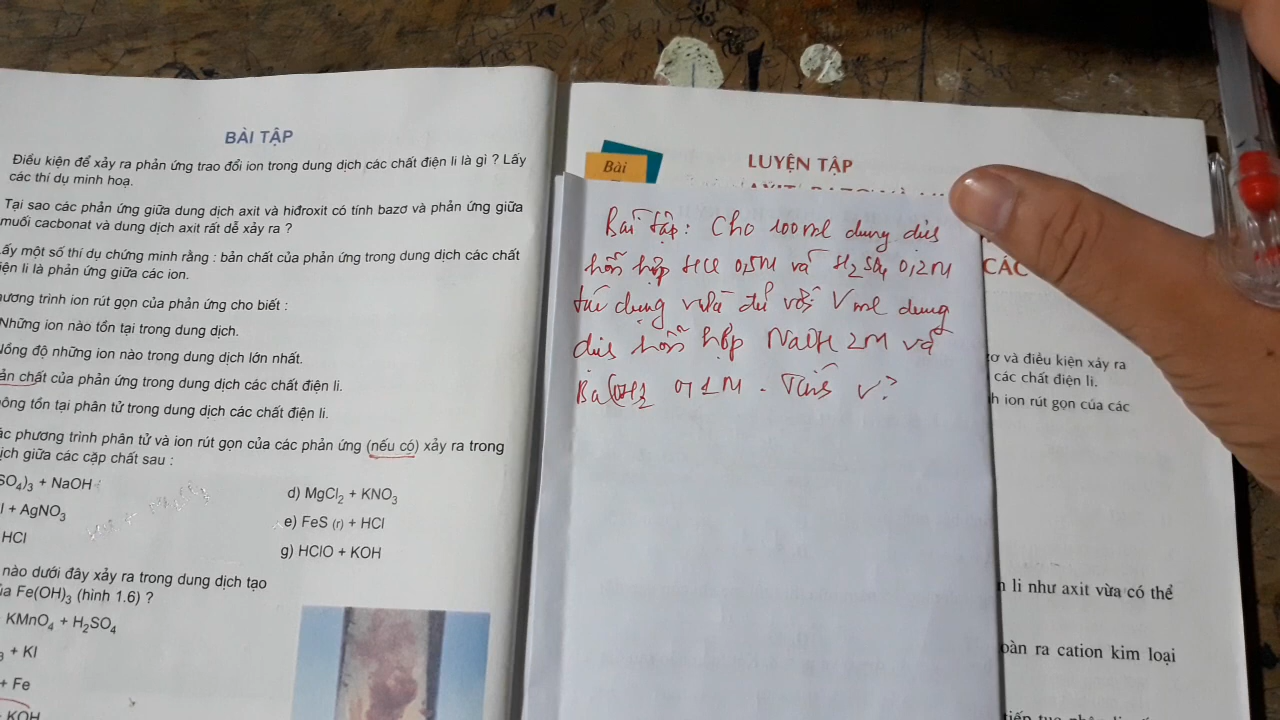 BÀI TẬP
Điều kiện để xảy ra phản ứng trao đổi ion trong dung dịch các chất điện li là gì ? Lấy
các thí dụ minh hoạ.
Tại sao các phản ứng giữa dung dịch axit và hiđroxit có tính bazơ và phản ứng giữa
muối cacbonat và dung dịch axit rất dễ xảy ra ?
ấy một số thí dụ chứng minh rằng : bản chất của phản ứng trong dung dịch các chất
iện li là phản ứng giữa các ion.
ương trình ion rút gọn của phản ứng cho biết :
Những ion nào tồn tại trong dung dịch.
Nồng độ những ion nào trong dung dịch lớn nhất.
ản chất của phản ứng trong dung dịch các chất điện li.
ông tồn tại phân tử trong dung dịch các chất điện li.
ác phương trình phân tử và ion rút gọn của các phản ứng (nếu có) xảy ra trong
ịch giữa các cặp chất sau :
SO₄)₃ + NaOH
d) MgCl₂ + KNO₃
l + AgNO₃
e) FeS (r) + HCl
HCl
g) HClO + KOH
nào dưới đây xảy ra trong dung dịch tạo
ủa Fe(OH)₃ (hình 1.6) ?
KMnO₄ + H₂SO₄
₃ + KI
+ Fe
KOH
Bài
LUYỆN TẬP
Bài tập: Cho 100ml dung dịch
hỗn hợp HCl 0,5M và H₂SO₄ 0,2M
tác dụng vừa đủ với V ml dung
dịch hỗn hợp NaOH 2M và
Ba(OH)₂ 0,1M. Tính V?
CÁC
ơ và điều kiện xảy ra
các chất điện li.
h ion rút gọn của các
n li như axit vừa có thể
oàn ra cation kim loại